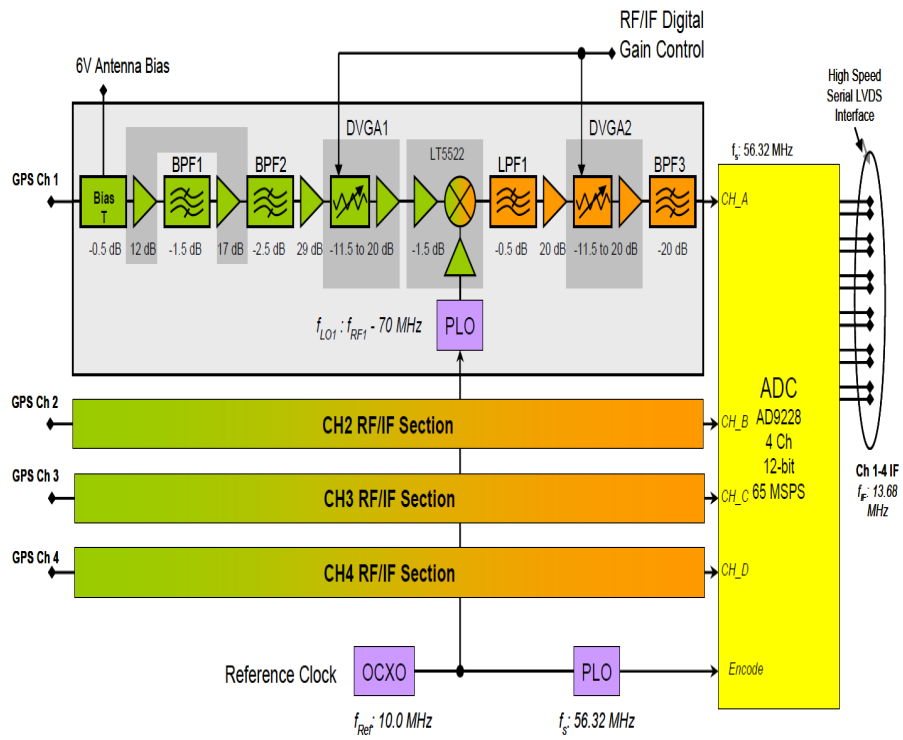 RF/IF Digital
Gain Control
6V Antenna Bias
High Speed
Serial LVDS
Interface
DVGA1
DVGA2
LT5522
BPF1
BPF2
LPF1
BPF3
fs: 56.32 MHz
GPS Ch 1
Bias
T
CH_A
-0.5 dB
12 dB
-1.5 dB
17 dB
-2.5 dB
29 dB
-11.5 to 20 dB
-1.5 dB
-0.5 dB
20 dB
-11.5 to 20 dB
-20 dB
fLO1 : fRF1 - 70 MHz
PLO
ADC
AD9228
4 Ch
12-bit
65 MSPS
GPS Ch 2
CH2 RF/IF Section
CH_B
Ch 1-4 IF
fIF: 13.68
MHz
GPS Ch 3
CH3 RF/IF Section
CH_C
GPS Ch 4
CH4 RF/IF Section
CH_D
Reference Clock
OCXO
PLO
Encode
fRef: 10.0 MHz
fs: 56.32 MHz